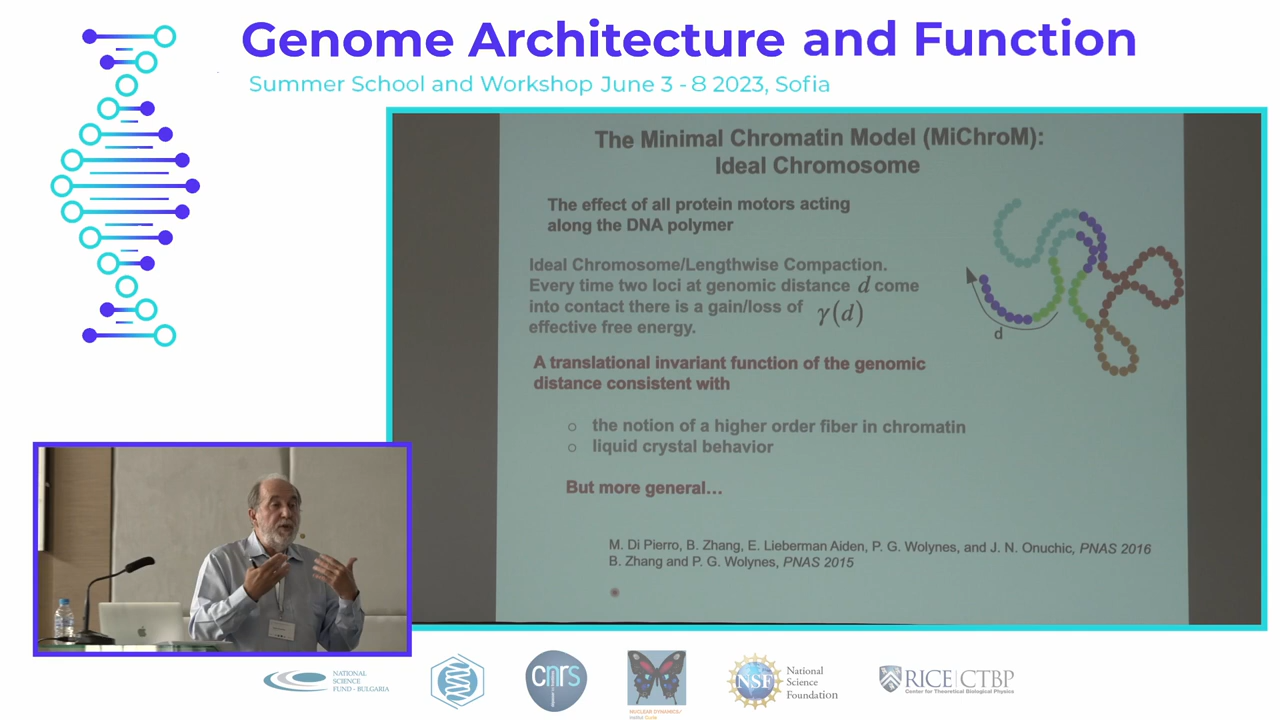 Genome Architecture and Function
Summer School and Workshop June 3 - 8 2023, Sofia
The Minimal Chromatin Model (MiChroM):
Ideal Chromosome
The effect of all protein motors acting
along the DNA polymer
Ideal Chromosome/Lengthwise Compaction.
Every time two loci at genomic distance d come
into contact there is a gain/loss of γ(d)
effective free energy.
d
A translational invariant function of the genomic
distance consistent with
○ the notion of a higher order fiber in chromatin
○ liquid crystal behavior
But more general…
M. Di Pierro, B. Zhang, E. Lieberman Aiden, P. G. Wolynes, and J. N. Onuchic, PNAS 2016
B. Zhang and P. G. Wolynes, PNAS 2015
NATIONAL
SCIENCE
FUND - BULGARIA
cnrs
NUCLEAR DYNAMICS/
Institut Curie
NSF
National
Science
Foundation
RICE | CTBP
Center for Theoretical Biological Physics